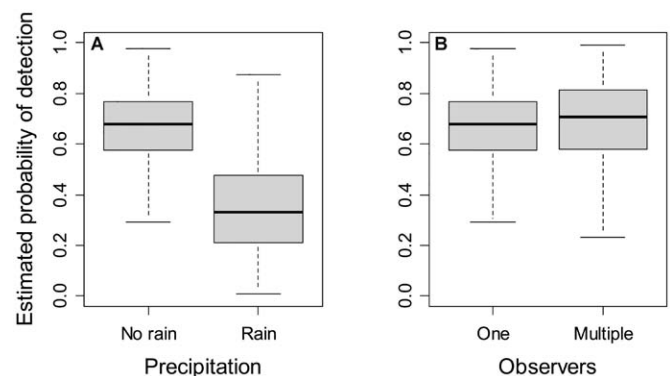 Estimated probability of detection
A
1.0
0.8
0.6
0.4
0.2
0.0
No rain Rain
Precipitation
B
1.0
0.8
0.6
0.4
0.2
0.0
One Multiple
Observers